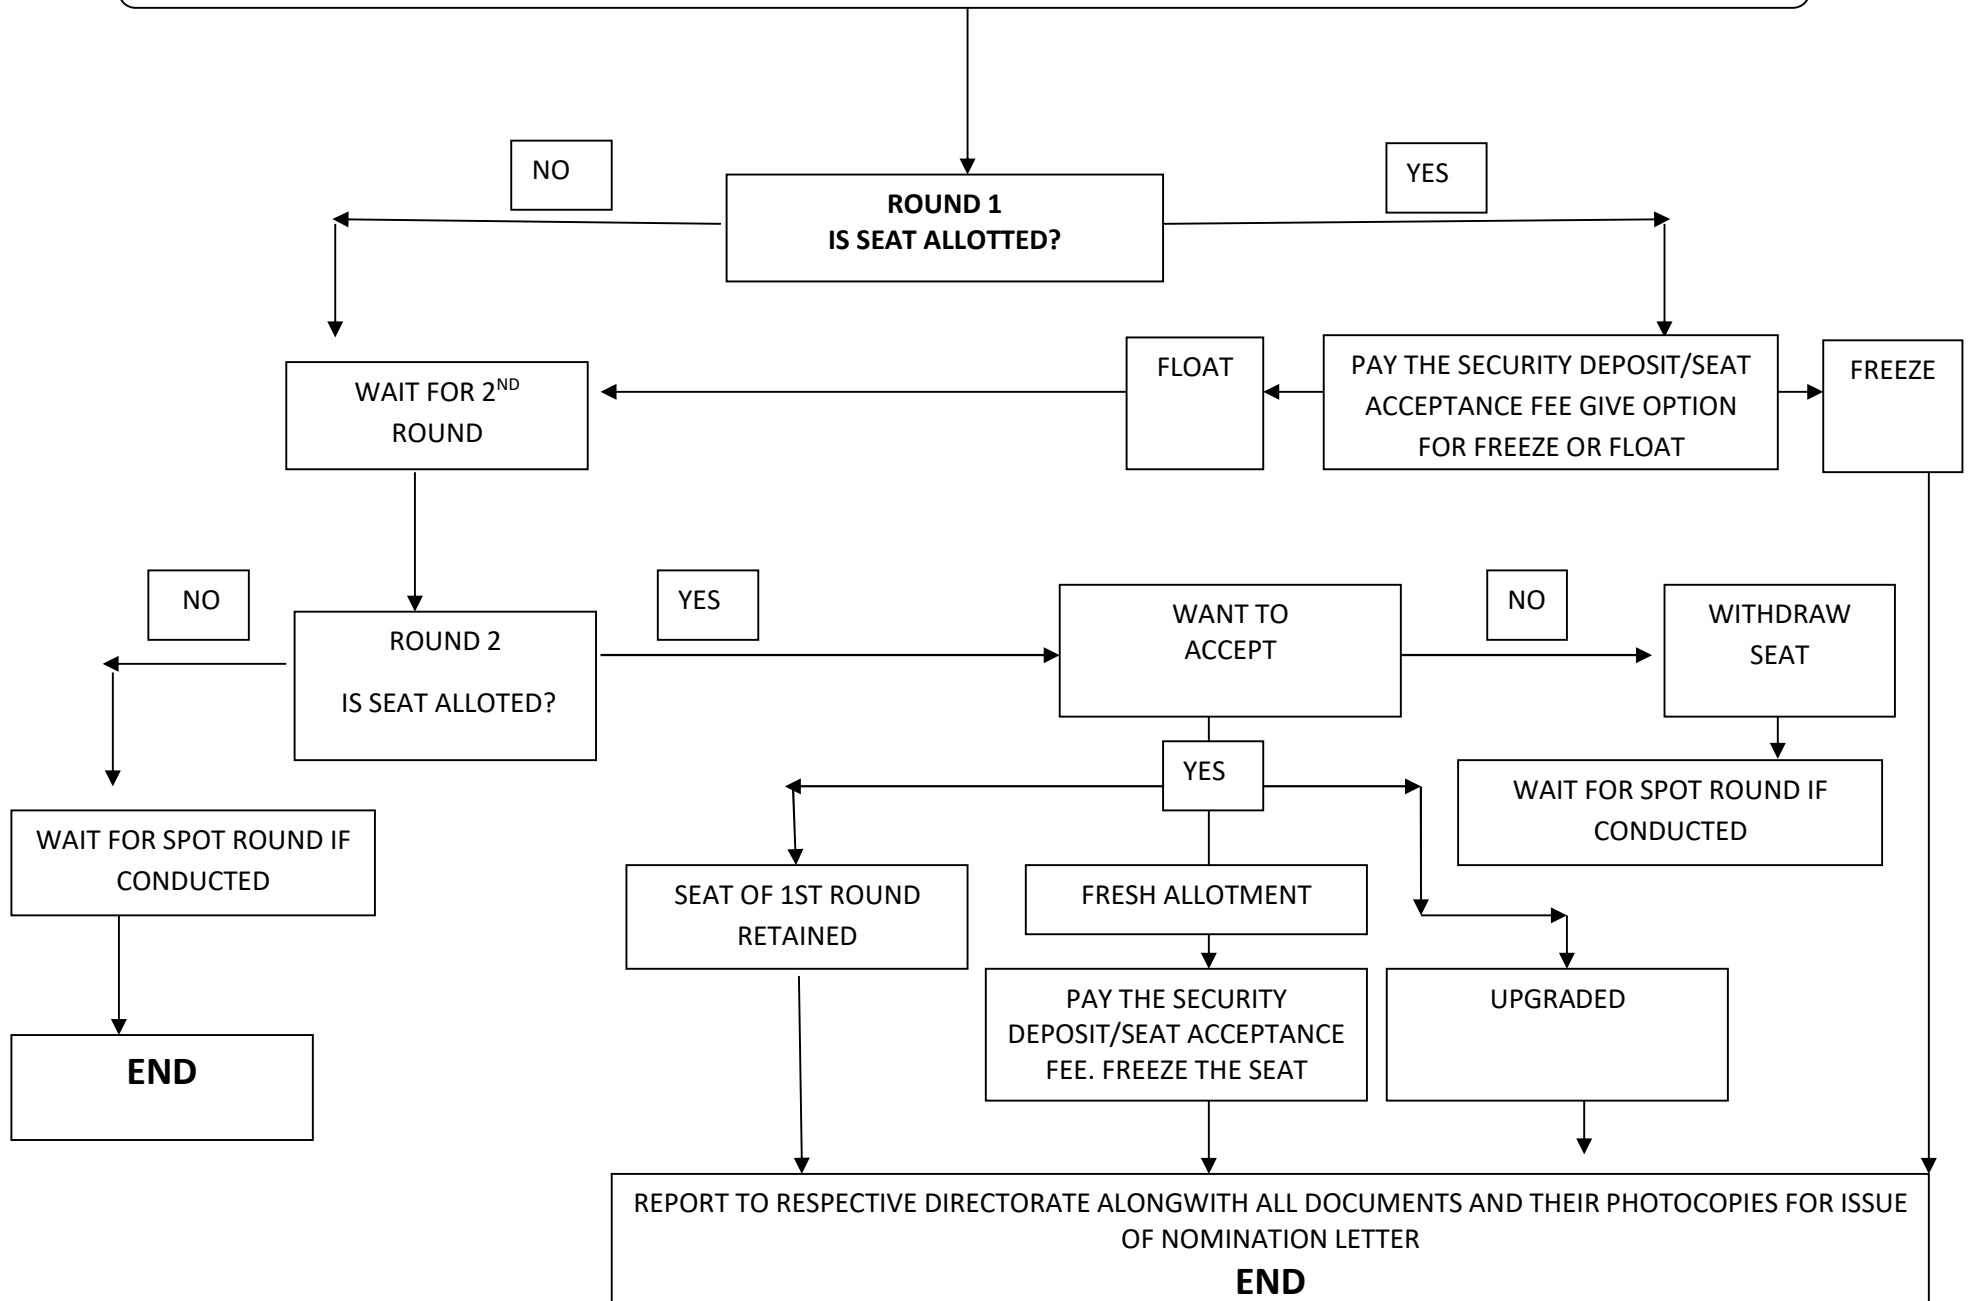 NO
YES
ROUND 1
IS SEAT ALLOTTED?
FLOAT
PAY THE SECURITY DEPOSIT/SEAT
ACCEPTANCE FEE GIVE OPTION
FOR FREEZE OR FLOAT
FREEZE
WAIT FOR 2ND
ROUND
NO
YES
WANT TO
ACCEPT
NO
WITHDRAW
SEAT
ROUND 2
IS SEAT ALLOTED?
YES
WAIT FOR SPOT ROUND IF
CONDUCTED
WAIT FOR SPOT ROUND IF
CONDUCTED
SEAT OF 1ST ROUND
RETAINED
FRESH ALLOTMENT
PAY THE SECURITY
DEPOSIT/SEAT ACCEPTANCE
FEE. FREEZE THE SEAT
UPGRADED
END
REPORT TO RESPECTIVE DIRECTORATE ALONGWITH ALL DOCUMENTS AND THEIR PHOTOCOPIES FOR ISSUE
OF NOMINATION LETTER
END